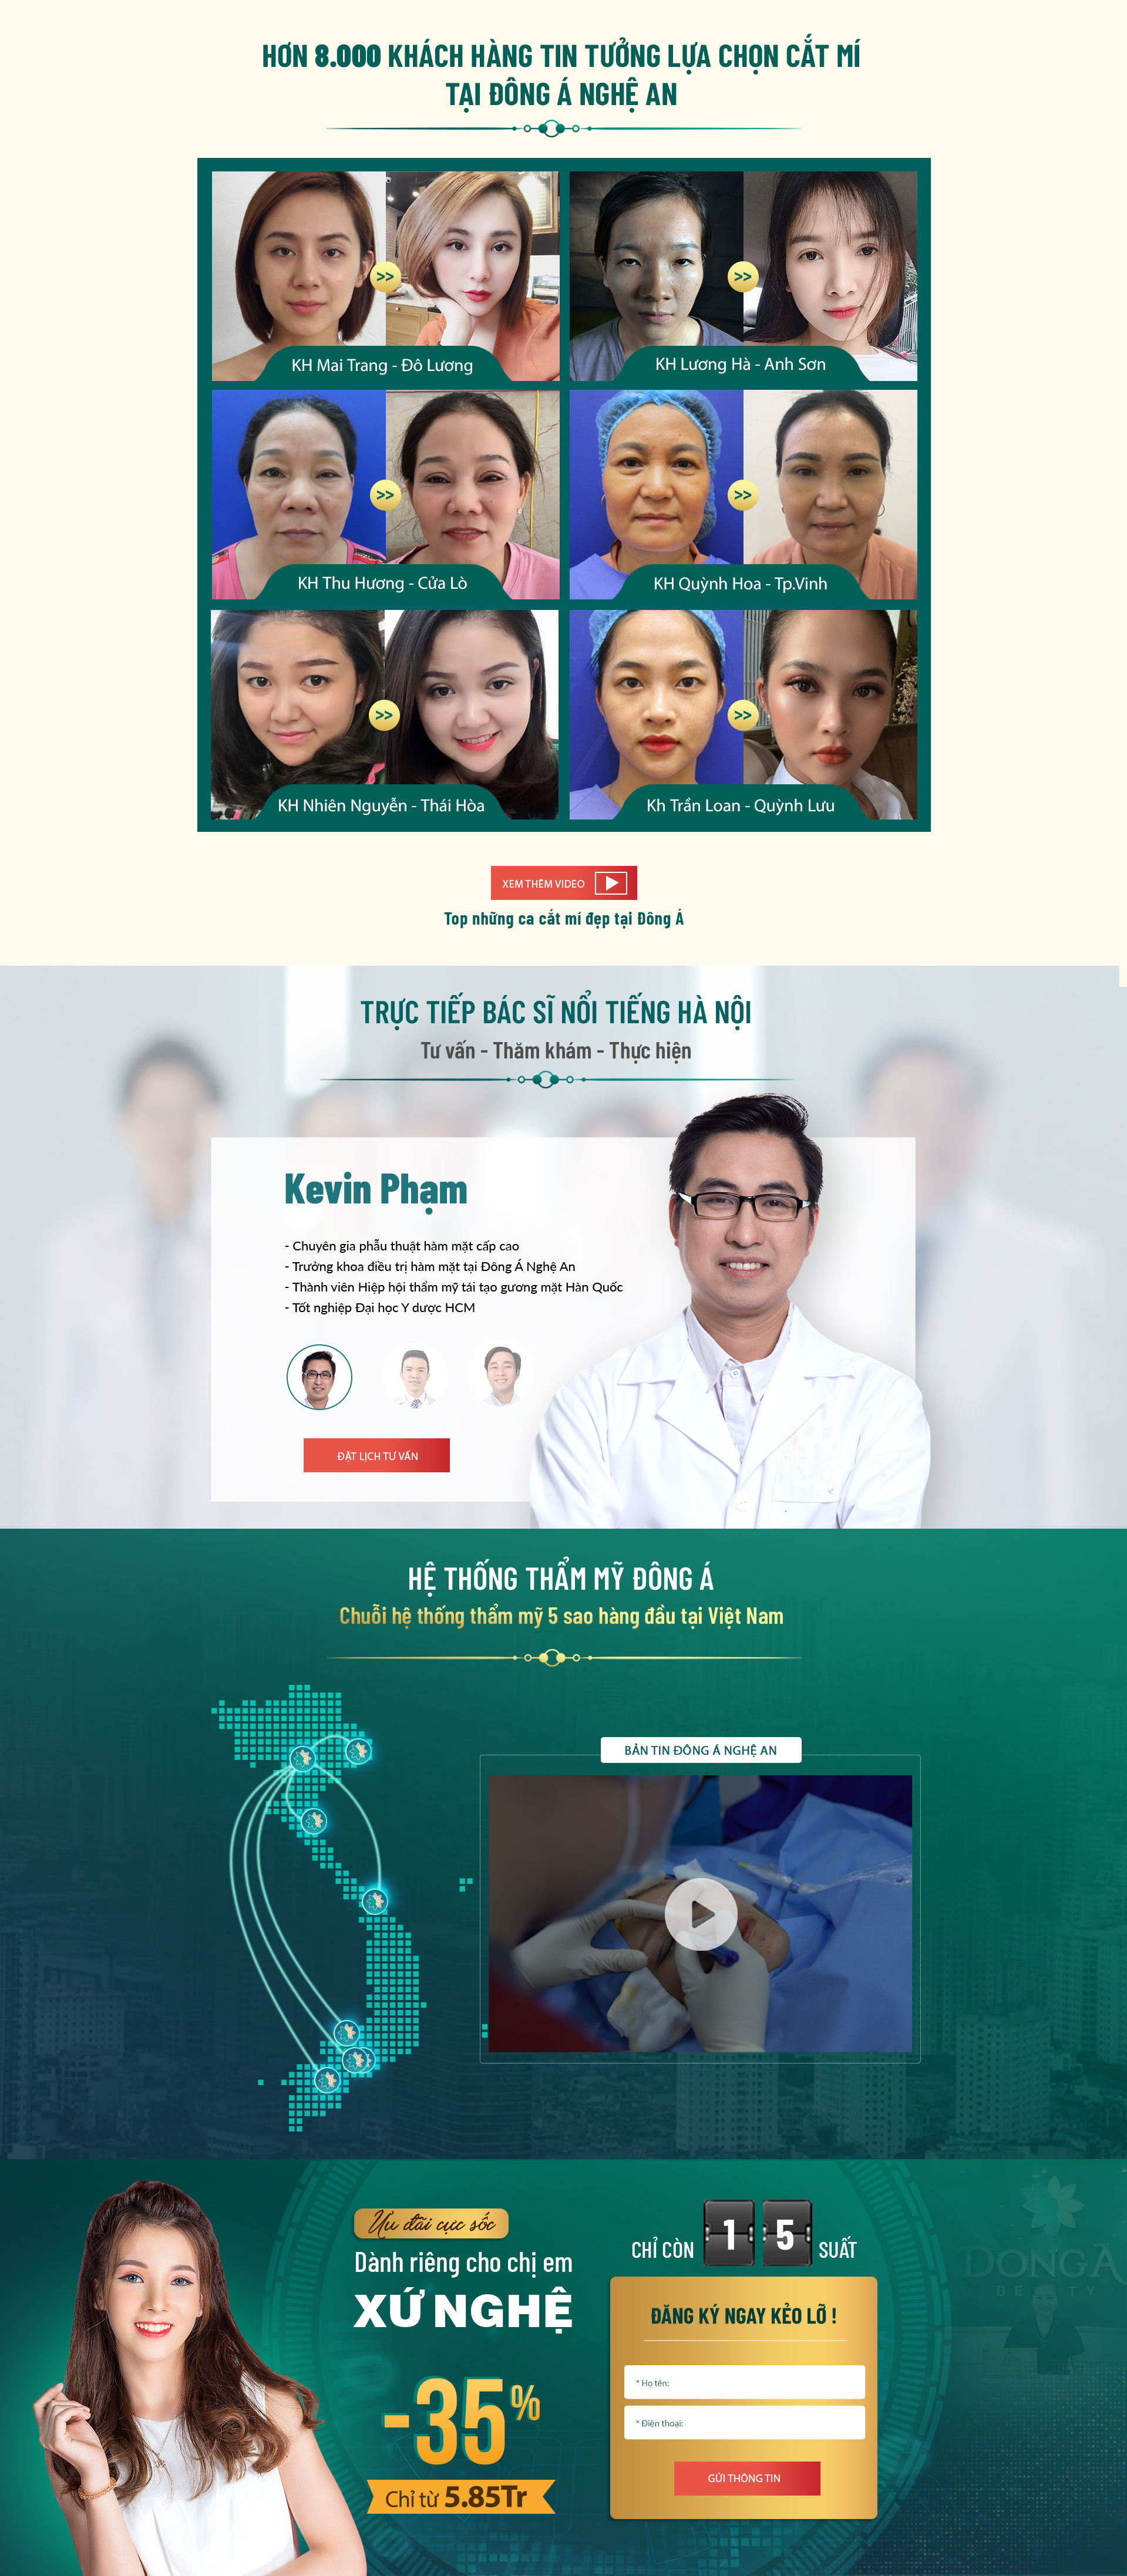 HƠN 8.000 KHÁCH HÀNG TIN TƯỞNG LỰA CHỌN CẮT MÍ
TẠI ĐÔNG Á NGHỆ AN
>>
>>
KH Mai Trang - Đô Lương
KH Lương Hà - Anh Sơn
>>
>>
KH Thu Hương - Cửa Lò
KH Quỳnh Hoa - Tp.Vinh
>>
>>
KH Nhiên Nguyễn - Thái Hòa
Kh Trần Loan - Quỳnh Lưu
XEM THÊM VIDEO
Top những ca cắt mí đẹp tại Đông Á
TRỰC TIẾP BÁC SĨ NỔI TIẾNG HÀ NỘI
Tư vấn - Thăm khám - Thực hiện
Kevin Phạm
- Chuyên gia phẫu thuật hàm mặt cấp cao
- Trưởng khoa điều trị hàm mặt tại Đông Á Nghệ An
- Thành viên Hiệp hội thẩm mỹ tái tạo gương mặt Hàn Quốc
- Tốt nghiệp Đại học Y dược HCM
ĐẶT LỊCH TƯ VẤN
HỆ THỐNG THẨM MỸ ĐÔNG Á
Chuỗi hệ thống thẩm mỹ 5 sao hàng đầu tại Việt Nam
BẢN TIN ĐÔNG Á NGHỆ AN
Ưu đãi cực sốc
Dành riêng cho chị em
XỨ NGHỆ
-35%
Chỉ từ 5.85Tr
CHỈ CÒN 15 SUẤT
ĐĂNG KÝ NGAY KẺO LỠ !
* Họ tên:
* Điện thoại:
GỬI THÔNG TIN
DONGÁ
BEAUTY